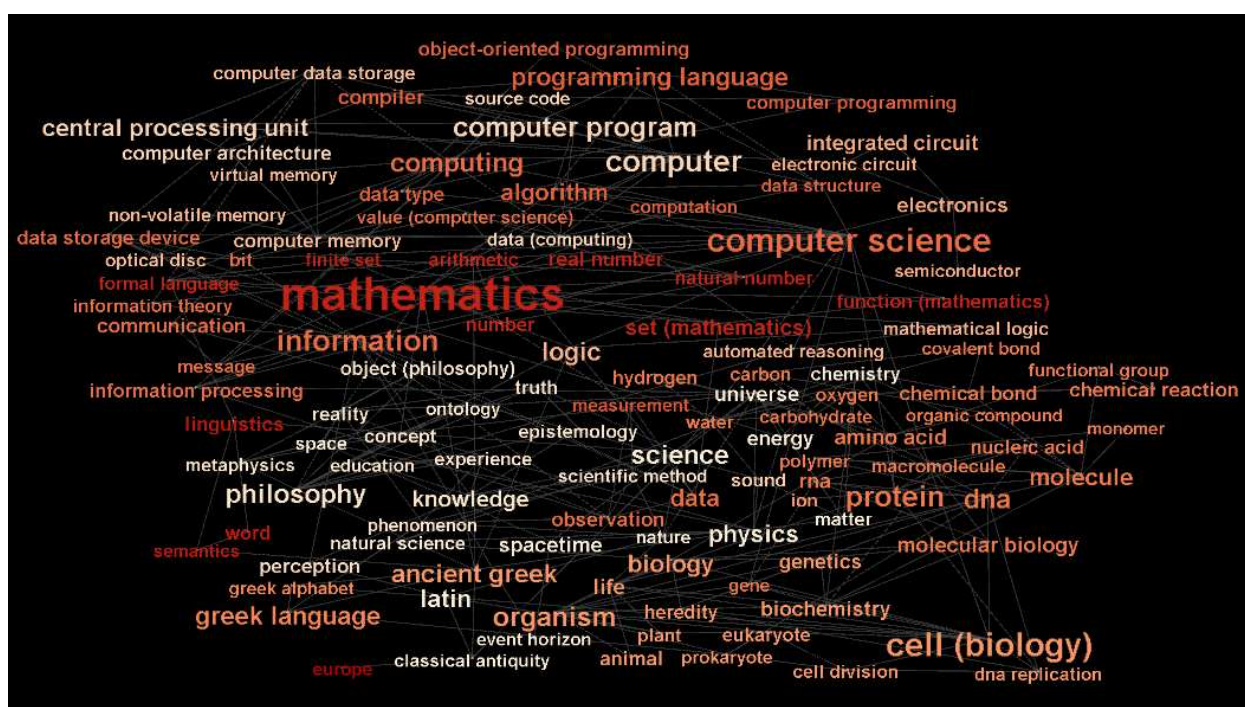 object-oriented programming
computer data storage
programming language
compiler
source code
computer programming
central processing unit
computer program
integrated circuit
computer architecture
computing
computer
electronic circuit
virtual memory
data type
algorithm
data structure
non-volatile memory
value (computer science)
computation
electronics
data storage device
computer memory
data (computing)
computer science
optical disc
bit
finite set
arithmetic
real number
semiconductor
formal language
mathematics
natural number
function (mathematics)
information theory
communication
number
set (mathematics)
mathematical logic
information
logic
automated reasoning
covalent bond
message
object (philosophy)
truth
hydrogen
carbon
chemistry
functional group
information processing
universe
oxygen
chemical bond
chemical reaction
reality
ontology
measurement
water
carbohydrate
organic compound
linguistics
space
concept
epistemology
energy
amino acid
monomer
metaphysics
education
experience
science
polymer
macromolecule
nucleic acid
scientific method
sound
rna
molecule
philosophy
knowledge
data
ion
protein
dna
word
phenomenon
observation
matter
semantics
natural science
spacetime
nature
physics
molecular biology
perception
ancient greek
biology
genetics
greek alphabet
latin
life
gene
greek language
organism
heredity
biochemistry
event horizon
plant
eukaryote
cell (biology)
europe
classical antiquity
animal
prokaryote
cell division
dna replication